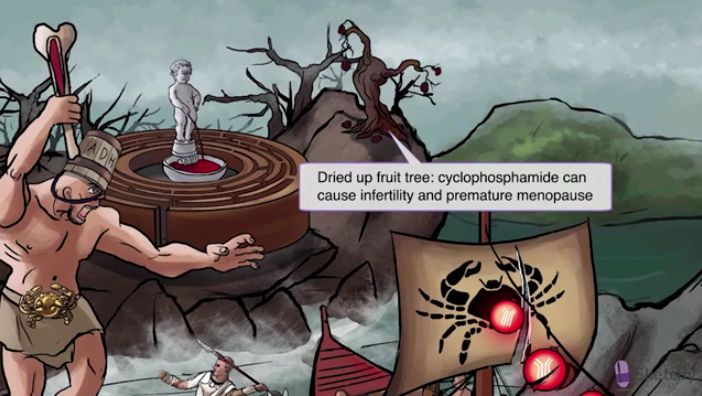 ADH
Dried up fruit tree: cyclophosphamide can
cause infertility and premature menopause